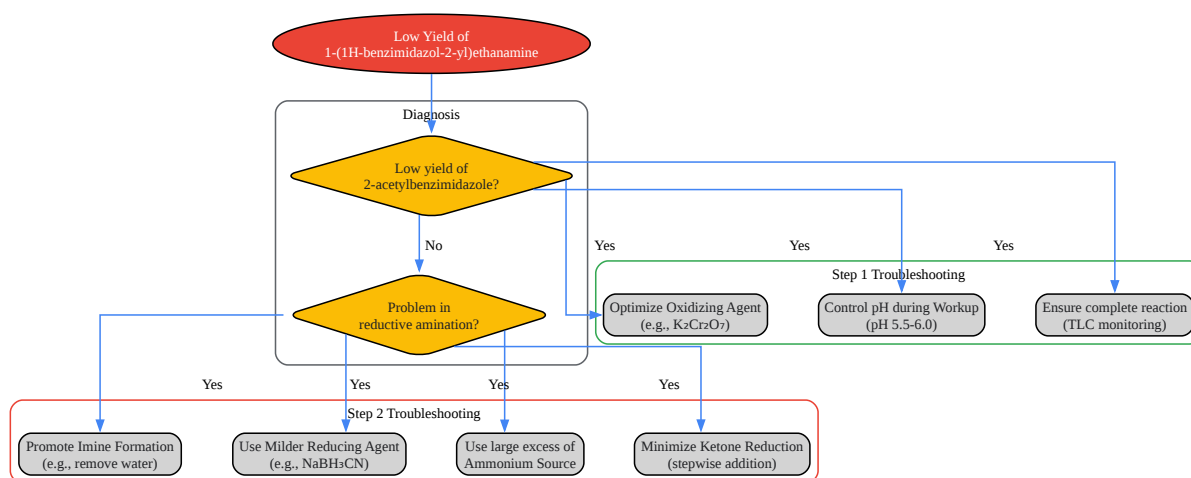 Low Yield of
1-(1H-benzimidazol-2-yl)ethanamine
Diagnosis
Low yield of
2-acetylbenzimidazole?
No
Yes
Yes
Yes
Step 1 Troubleshooting
Problem in
reductive amination?
Optimize Oxidizing Agent
(e.g., K₂Cr₂O₇)
Control pH during Workup
(pH 5.5-6.0)
Ensure complete reaction
(TLC monitoring)
Yes
Yes
Yes
Yes
Step 2 Troubleshooting
Promote Imine Formation
(e.g., remove water)
Use Milder Reducing Agent
(e.g., NaBH₃CN)
Use large excess of
Ammonium Source
Minimize Ketone Reduction
(stepwise addition)